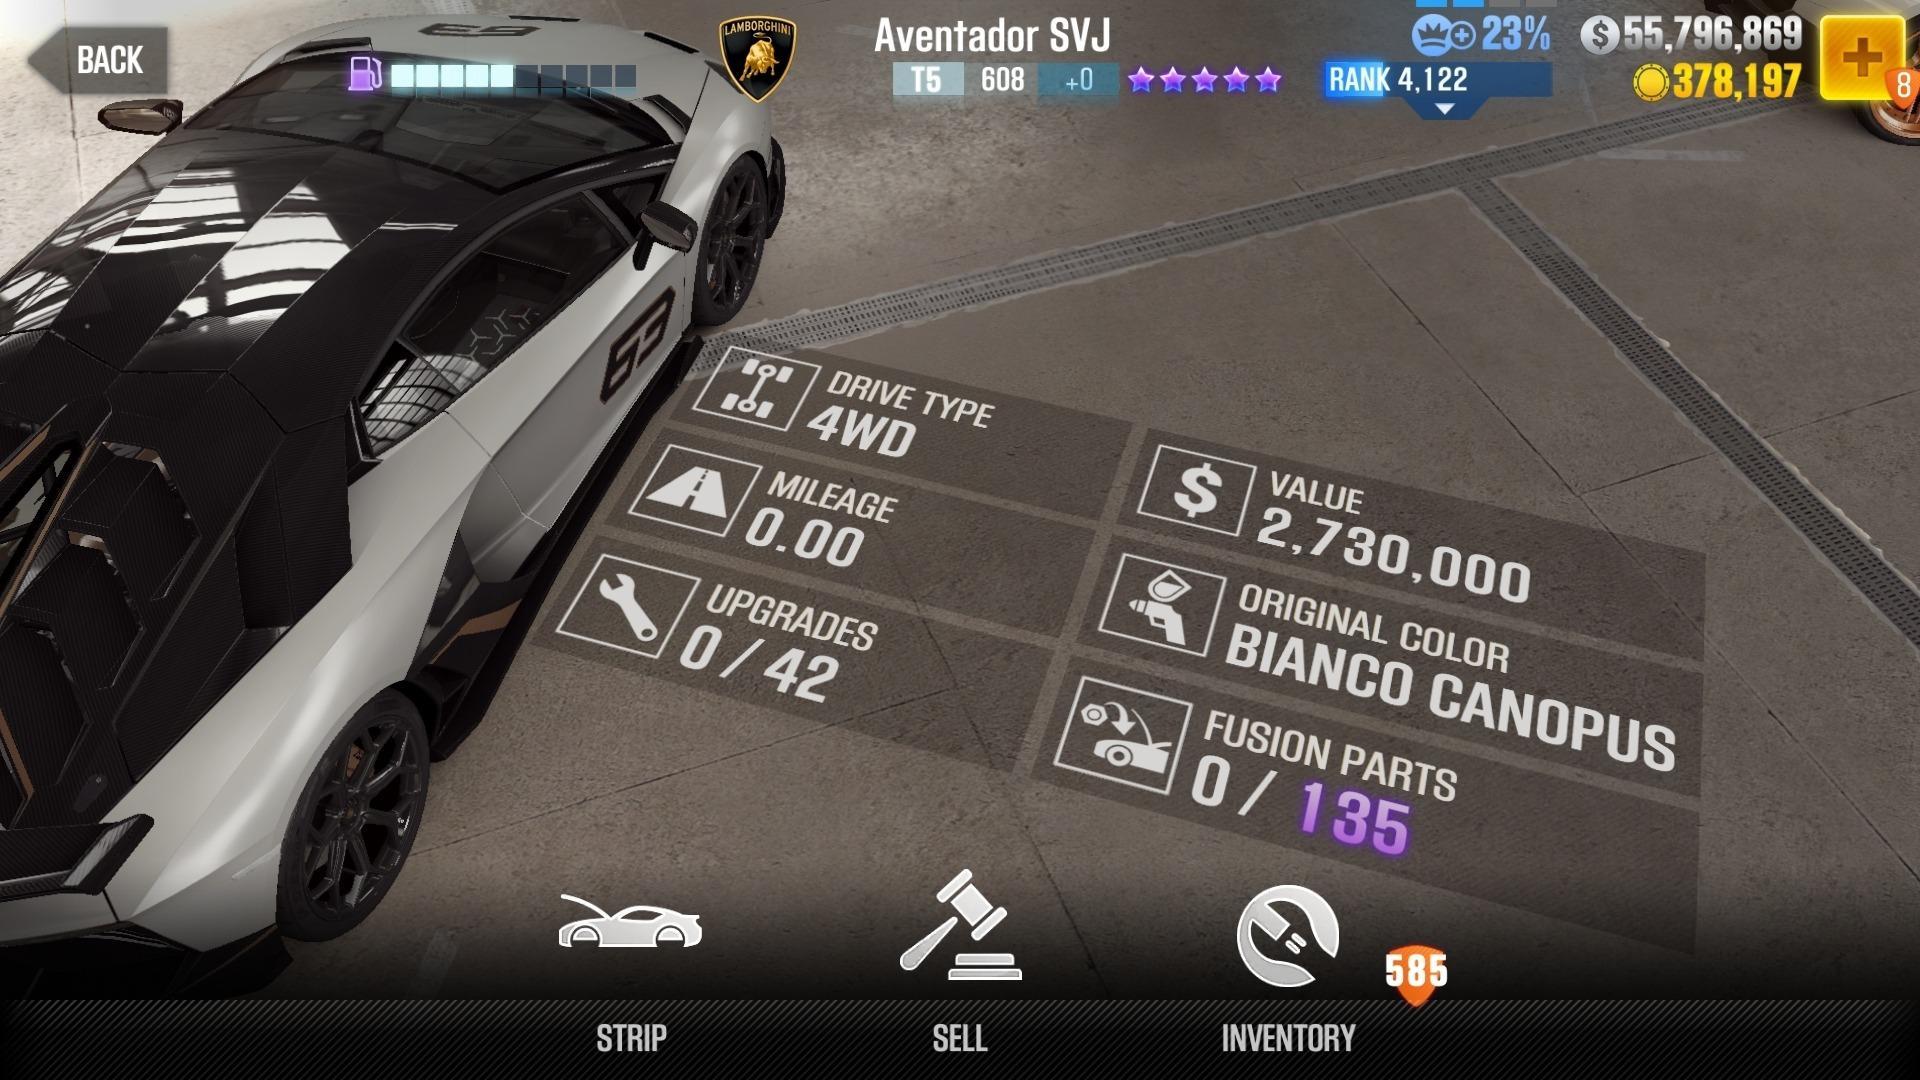 BACK
LAMBORGHINI
Aventador SVJ
T5 608 +0
23%
RANK 4,122
55,796,869
378,197
8
63
63
DRIVE TYPE
4WD
MILEAGE
0.00
UPGRADES
0/42
VALUE
2,730,000
ORIGINAL COLOR
BIANCO CANOPUS
FUSION PARTS
0/ 135
585
STRIP
SELL
INVENTORY